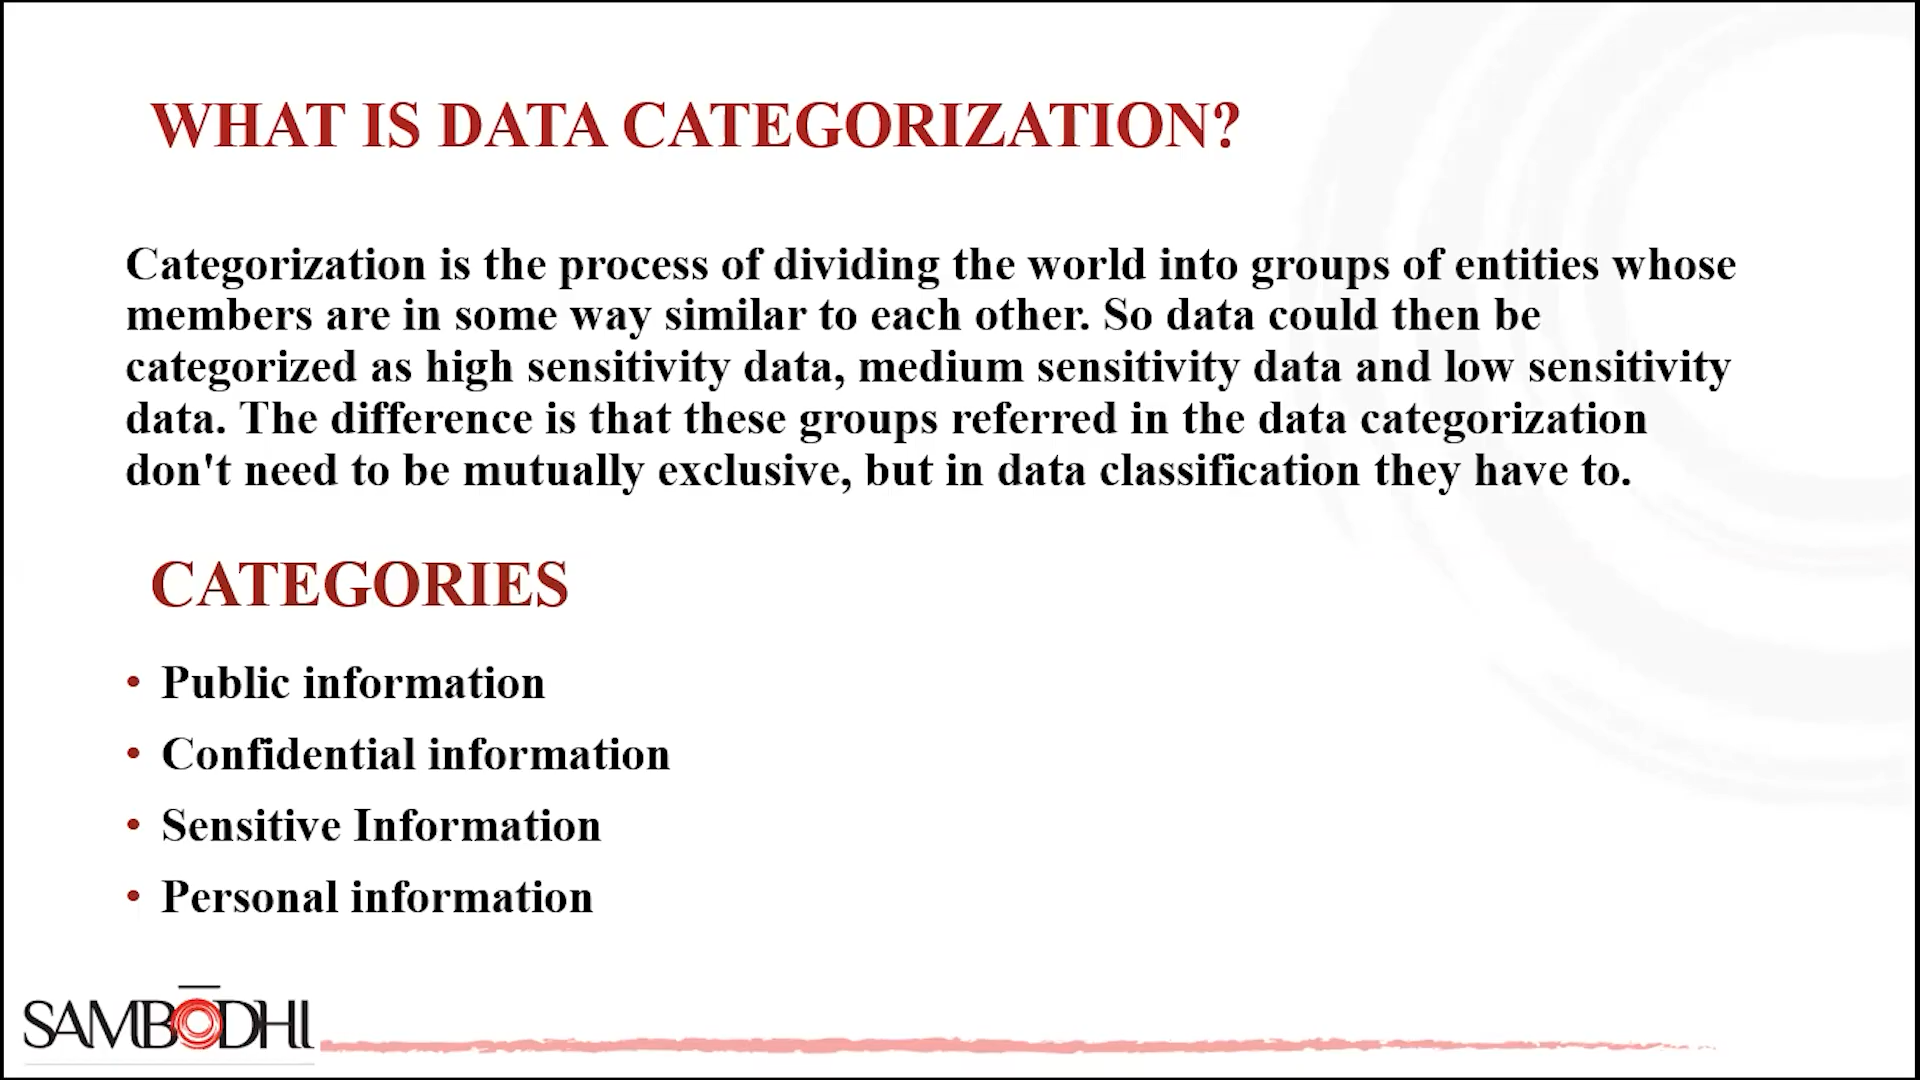 WHAT IS DATA CATEGORIZATION?
Categorization is the process of dividing the world into groups of entities whose
members are in some way similar to each other. So data could then be
categorized as high sensitivity data, medium sensitivity data and low sensitivity
data. The difference is that these groups referred in the data categorization
don't need to be mutually exclusive, but in data classification they have to.
CATEGORIES
• Public information
• Confidential information
• Sensitive Information
• Personal information
SAMBŌDHI